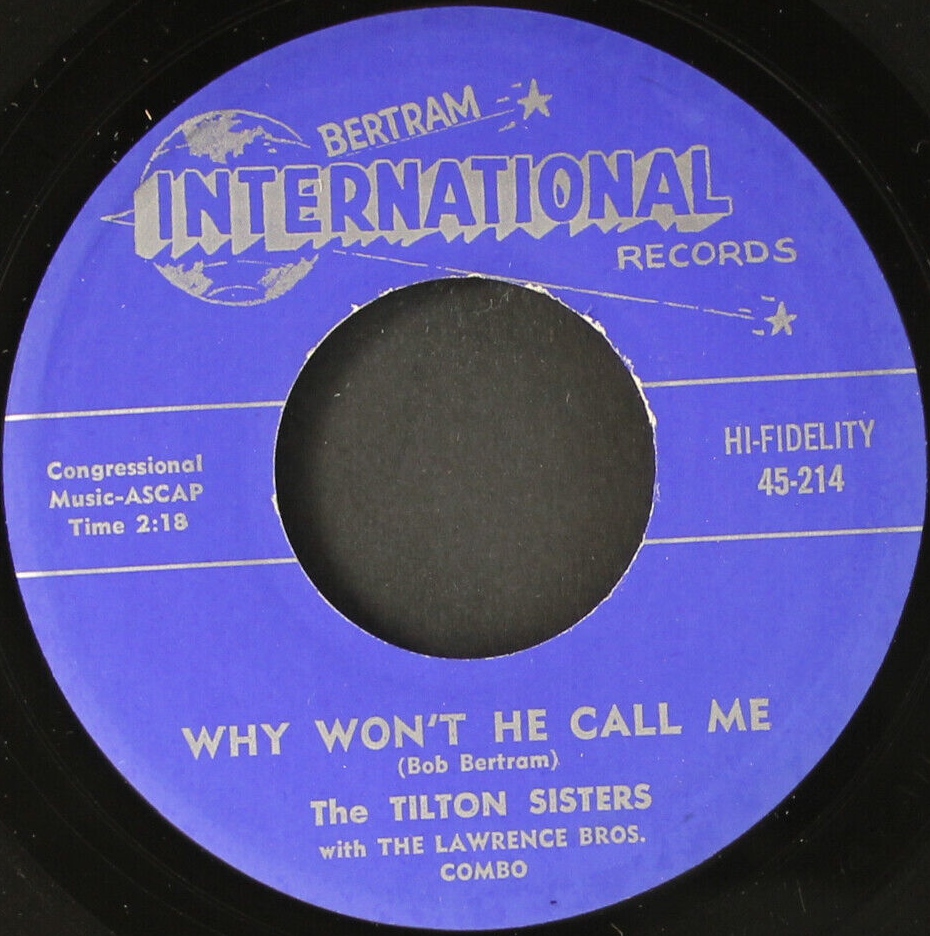 BERTRAM
INTERNATIONAL
RECORDS
Congressional
Music-ASCAP
Time 2:18
HI-FIDELITY
45-214
WHY WON'T HE CALL ME
(Bob Bertram)
The TILTON SISTERS
with THE LAWRENCE BROS.
COMBO